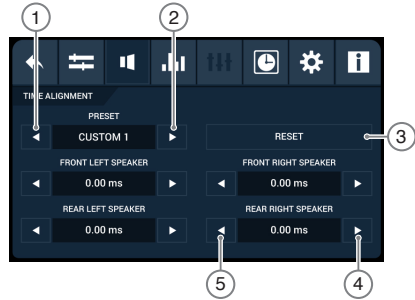 1
2
TIME ALIGNMENT
PRESET
CUSTOM 1
RESET
3
FRONT LEFT SPEAKER
FRONT RIGHT SPEAKER
0.00 ms
0.00 ms
REAR LEFT SPEAKER
REAR RIGHT SPEAKER
0.00 ms
0.00 ms
5
4